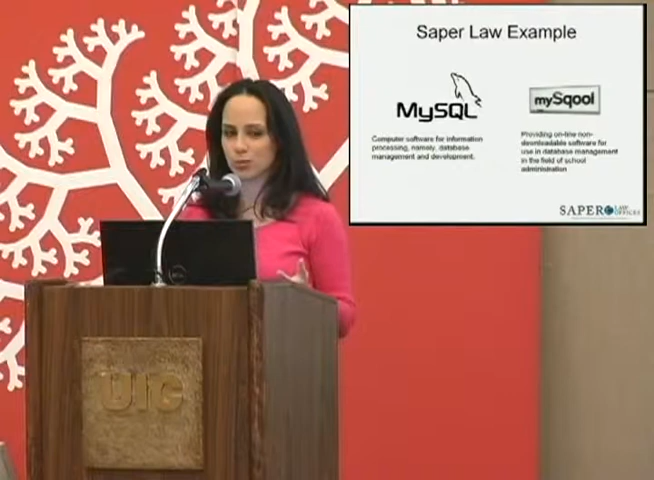 Saper Law Example
MySQL
mySqool
Computer software for information
processing, namely, database
management and development.
Providing on-line non-
downloadable software for
use in database management
in the field of school
administration
SAPER LAW
OFFICES
UIC